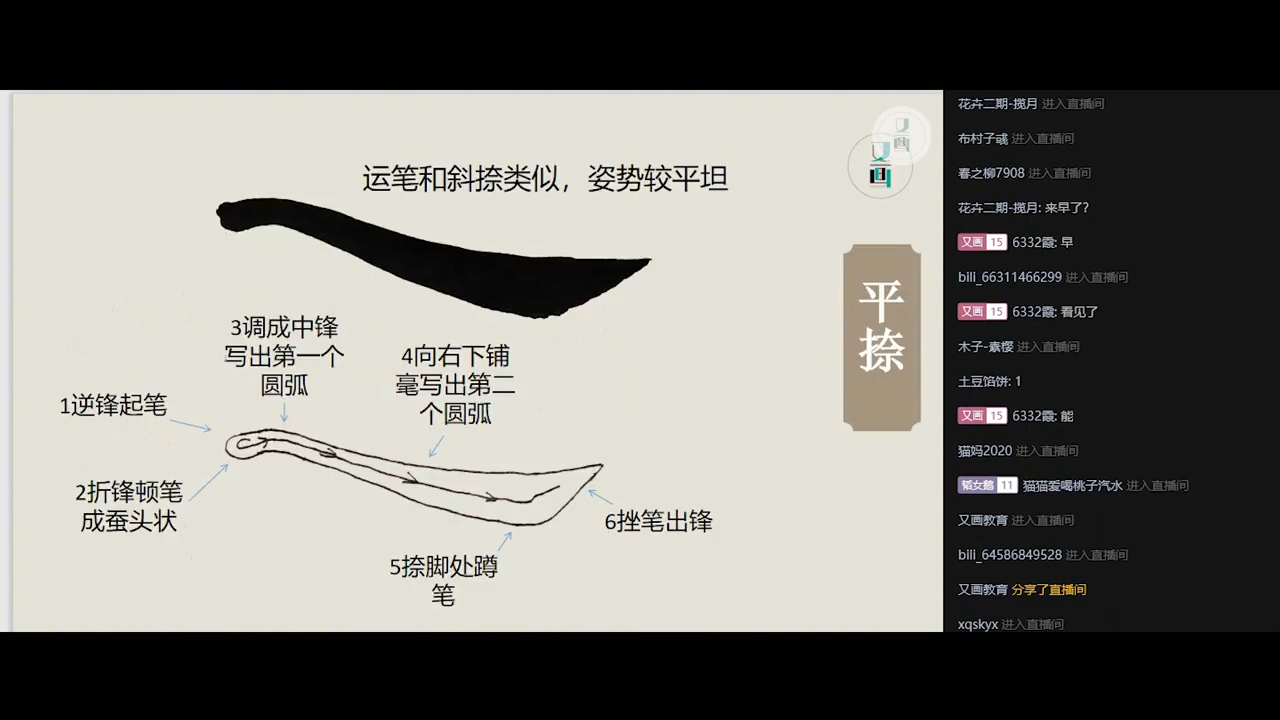 运笔和斜捺类似，姿势较平坦
又画
平
捺
3调成中锋
写出第一个
圆弧
4向右下铺
毫写出第二
个圆弧
1逆锋起笔
2折锋顿笔
成蚕头状
5捺脚处蹲
笔
6挫笔出锋
花卉二期-揽月 进入直播间
布村子彧 进入直播间
春之柳7908 进入直播间
花卉二期-揽月: 来早了?
又画 15 6332霞: 早
bili_66311466299 进入直播间
又画 15 6332霞: 看见了
木子-素樱 进入直播间
土豆馅饼: 1
又画 15 6332霞: 能
猫妈2020 进入直播间
11 猫猫爱喝桃子汽水 进入直播间
又画教育 进入直播间
bili_64586849528 进入直播间
又画教育 分享了直播间
xqskyx 进入直播间